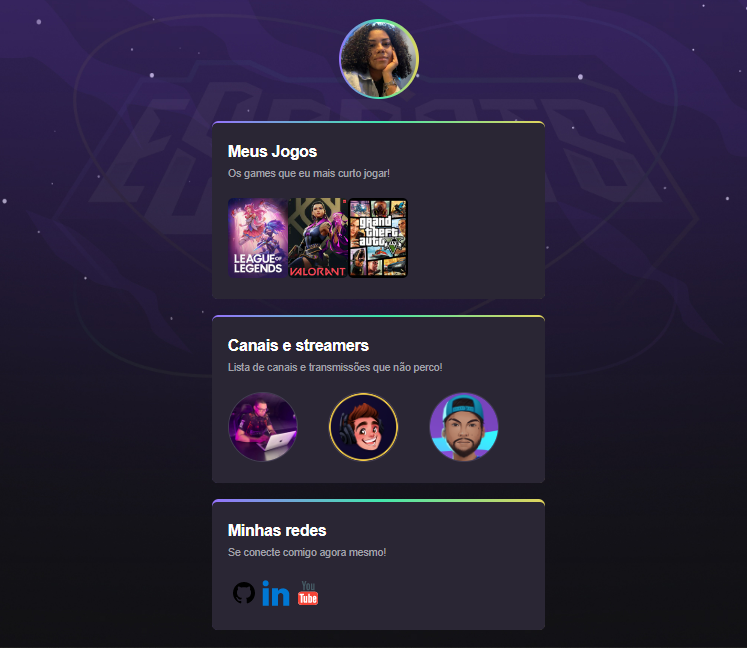 ESPORTS
Meus Jogos
Os games que eu mais curto jogar!
LEAGUE OF
LEGENDS
VALORANT
grand
theft
auto
V
Canais e streamers
Lista de canais e transmissões que não perco!
Minhas redes
Se conecte comigo agora mesmo!
in
You
Tube